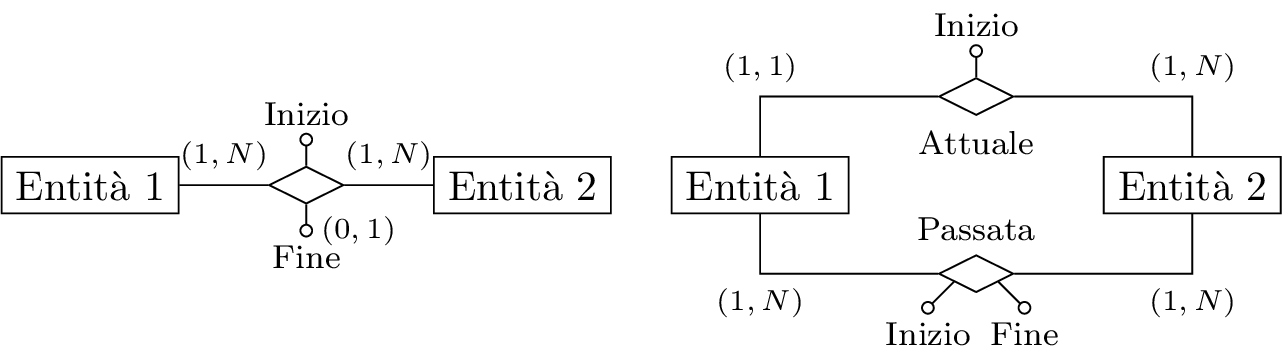 Inizio
(1, N) (1, N)
Entità 1 Entità 2
(0, 1)
Fine
Inizio
(1, 1) (1, N)
Attuale
Entità 1 Entità 2
Passata
(1, N) (1, N)
Inizio Fine